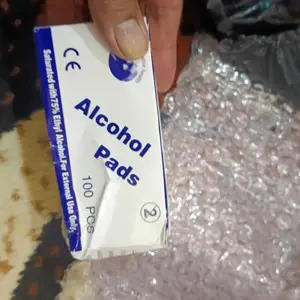 Alcohol
Pads
100 PCS
2
Saturated with 75% Ethyl Alcohol.For External Use Only.
CE